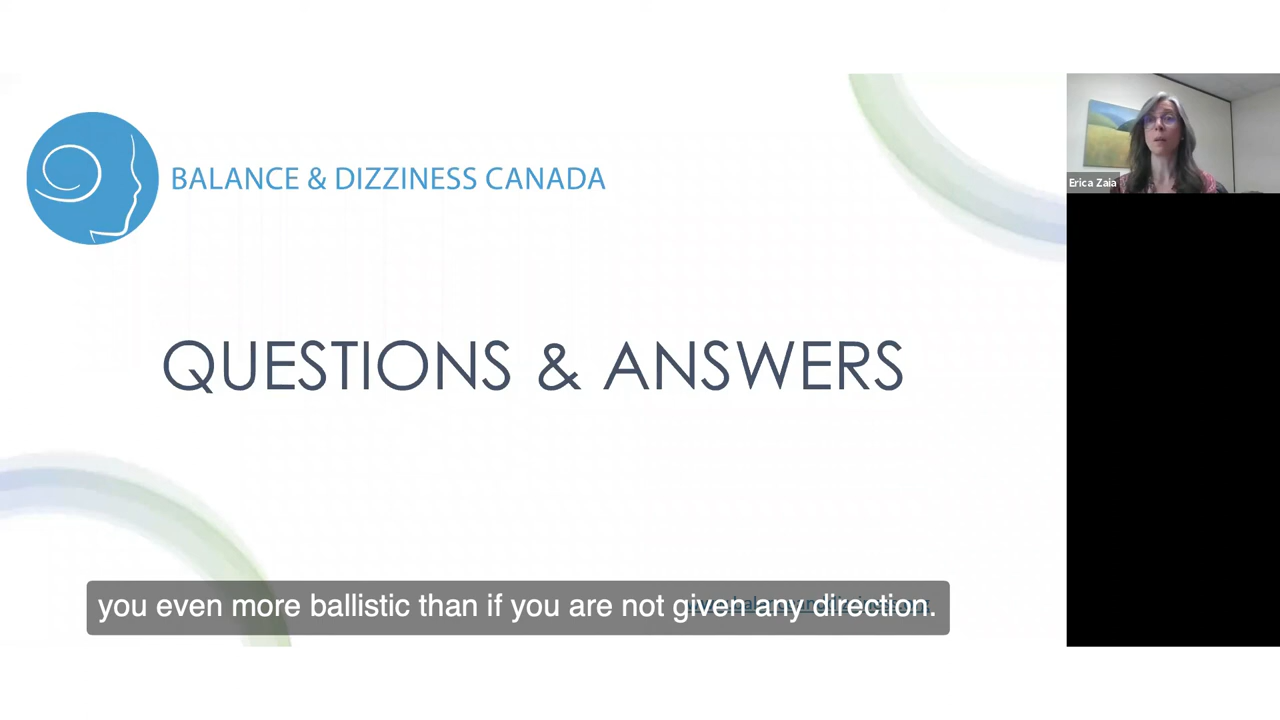 BALANCE & DIZZINESS CANADA
Erica Zaia
QUESTIONS & ANSWERS
you even more ballistic than if you are not given any direction.